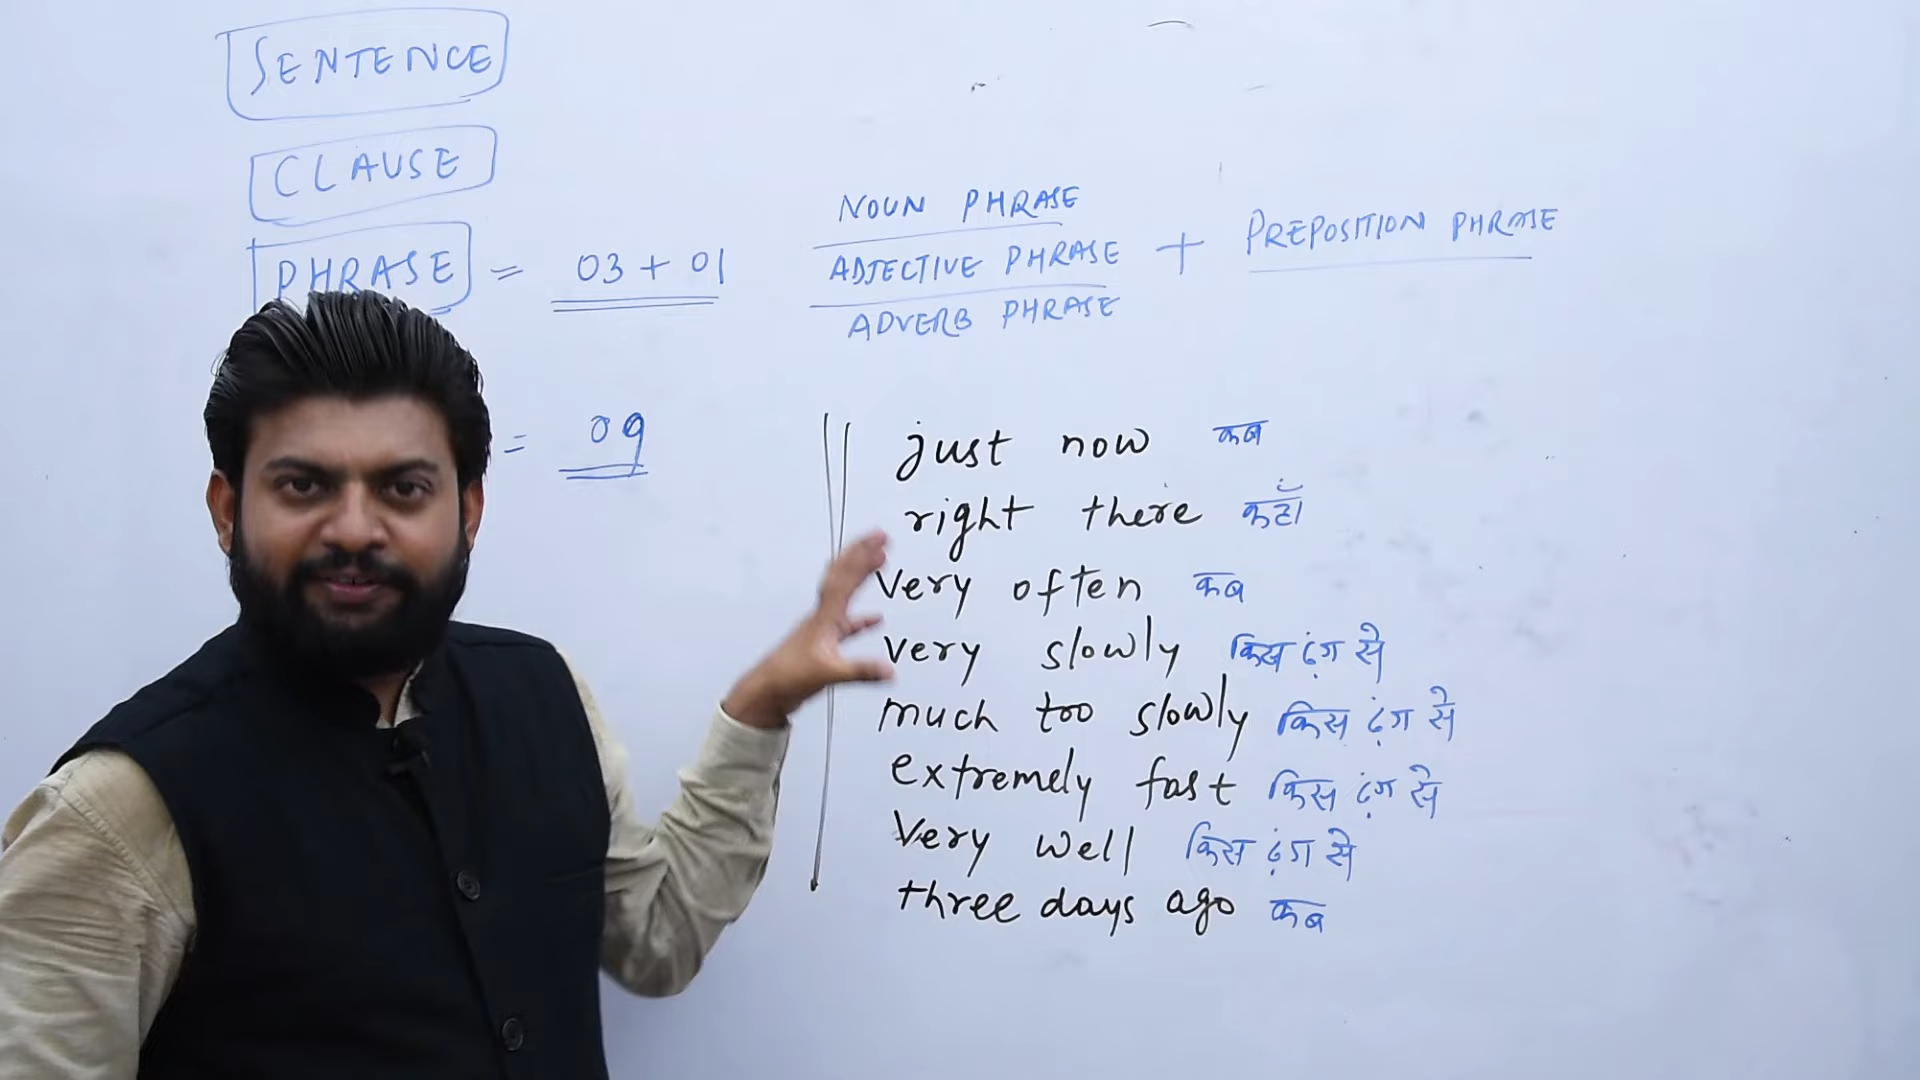 SENTENCE
CLAUSE
PHRASE = 03 + 01
NOUN PHRASE
ADJECTIVE PHRASE + PREPOSITION PHRASE
ADVERB PHRASE
= 09
just now कब
right there कहाँ
very often कब
very slowly किस ढ़ंग से
much too slowly किस ढ़ंग से
extremely fast किस ढ़ंग से
Very well किस ढ़ंग से
three days ago कब